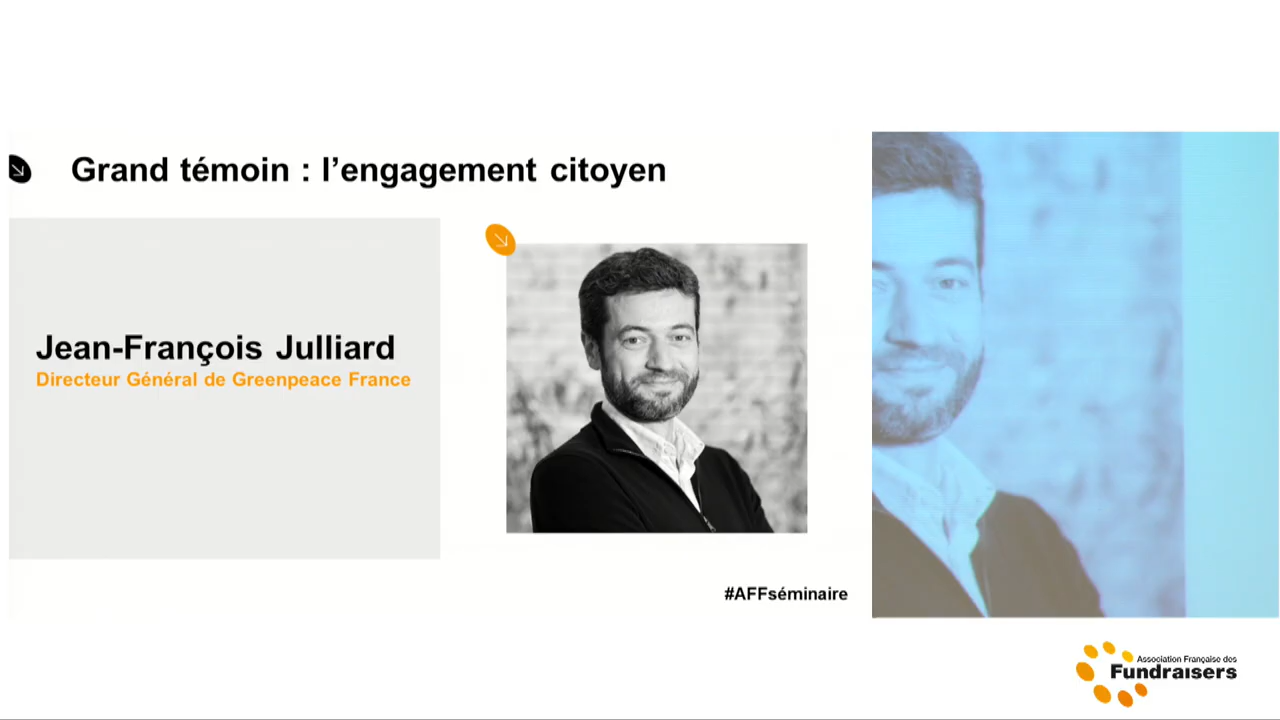 Grand témoin : l’engagement citoyen
Jean-François Julliard
Directeur Général de Greenpeace France
#AFFséminaire
Association Française des
Fundraisers